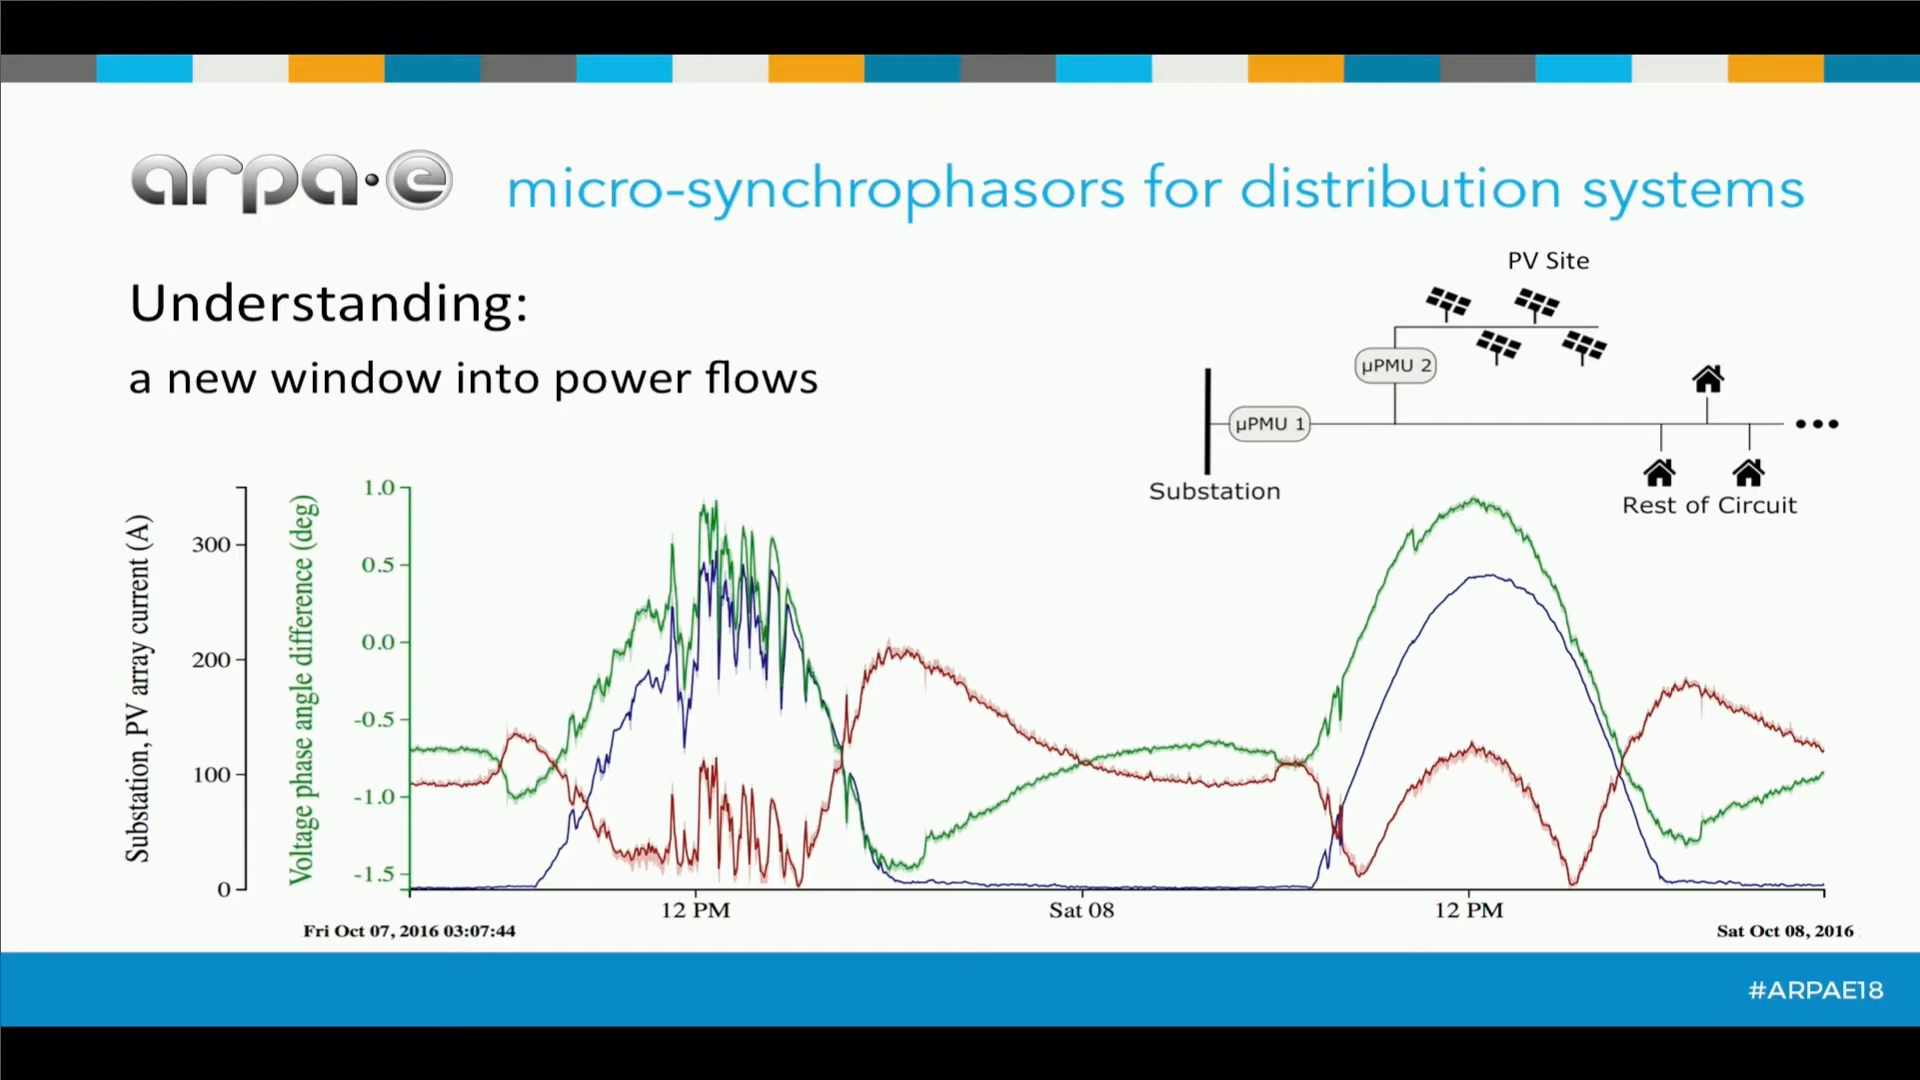 arpa·e
micro-synchrophasors for distribution systems
Understanding:
a new window into power flows
PV Site
µPMU 2
µPMU 1
Substation
Rest of Circuit
Substation, PV array current (A)
300
200
100
0
Voltage phase angle difference (deg)
1.0
0.5
0.0
-0.5
-1.0
-1.5
12 PM
Sat 08
12 PM
Fri Oct 07, 2016 03:07:44
Sat Oct 08, 2016
#ARPAE18